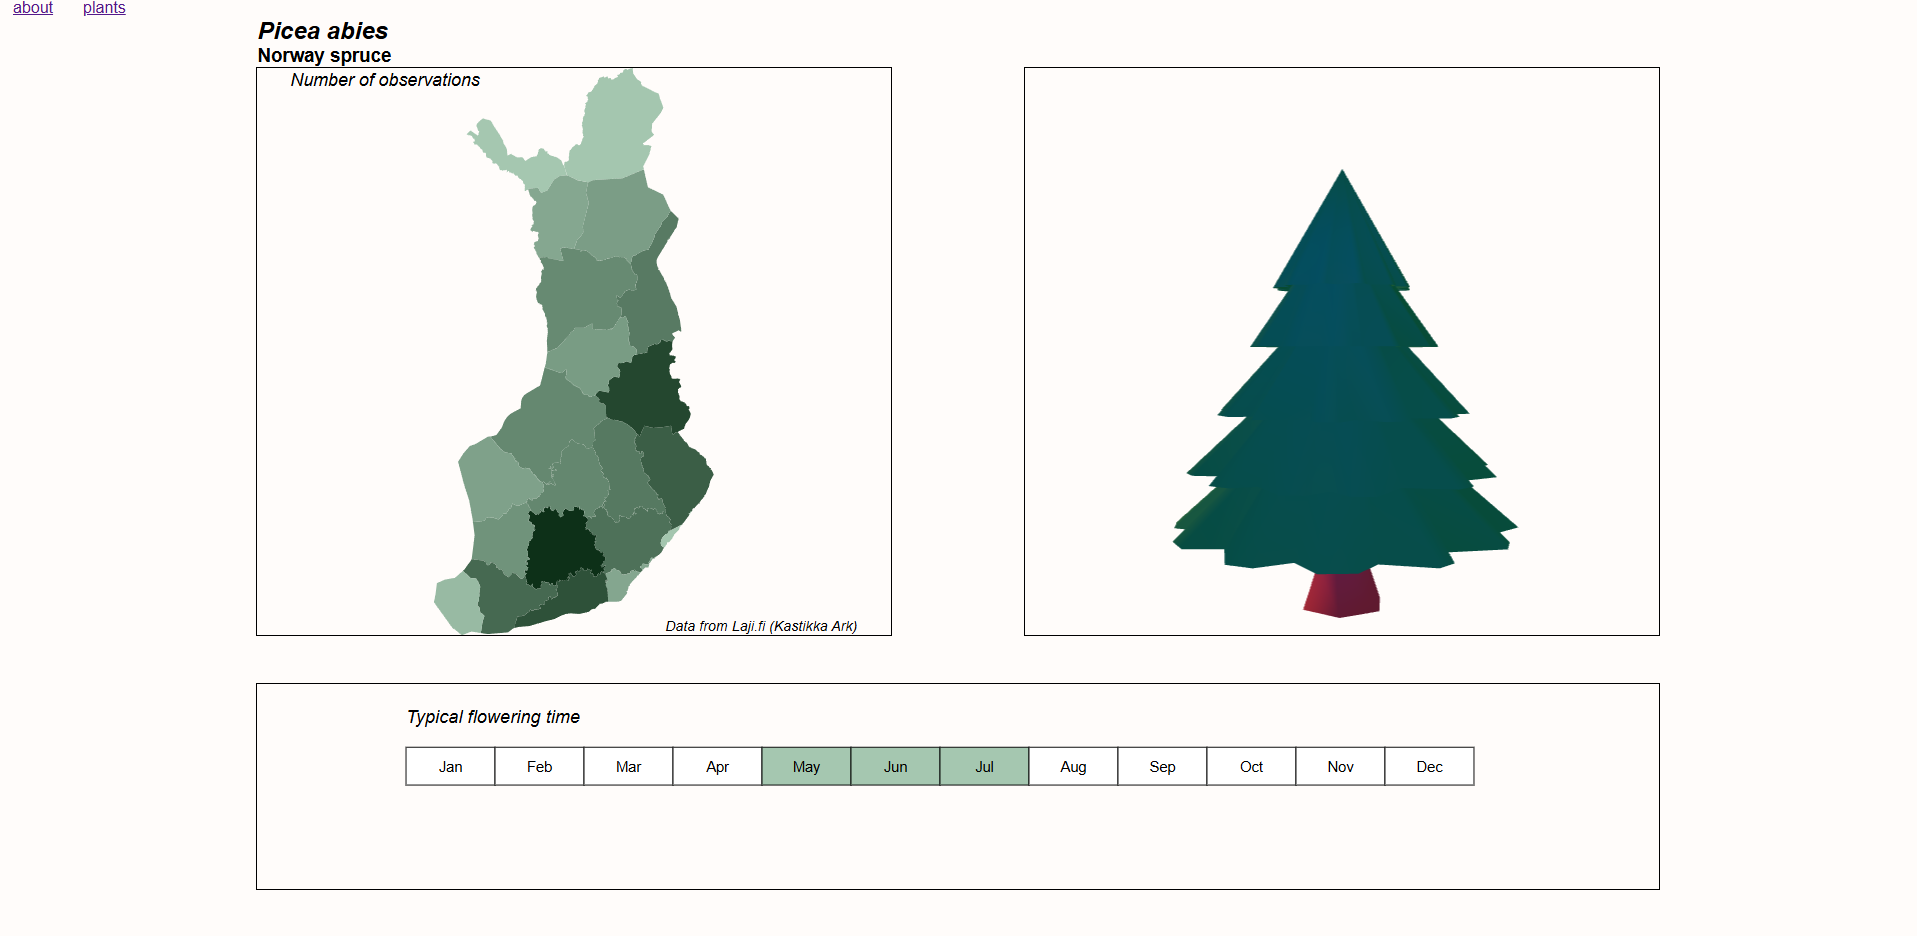 about plants
Picea abies
Norway spruce
Number of observations
Data from Laji.fi (Kastikka Ark)
Typical flowering time
Jan Feb Mar Apr May Jun Jul Aug Sep Oct Nov Dec